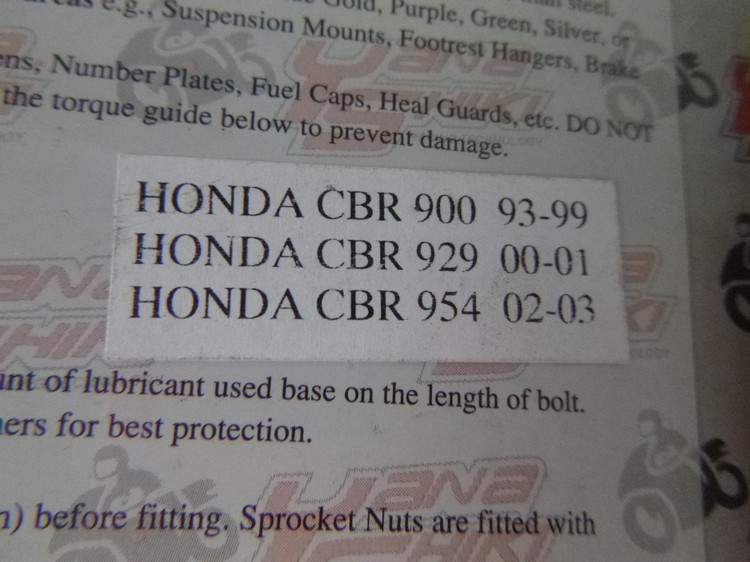 e.g., Suspension Mounts, Footrest Hangers, Brake
Gold, Purple, Green, Silver, or
steel.
Number Plates, Fuel Caps, Heal Guards, etc. DO NOT
the torque guide below to prevent damage.
HONDA CBR 900 93-99
HONDA CBR 929 00-01
HONDA CBR 954 02-03
of lubricant used base on the length of bolt.
for best protection.
before fitting. Sprocket Nuts are fitted with
YANA
SHIKI